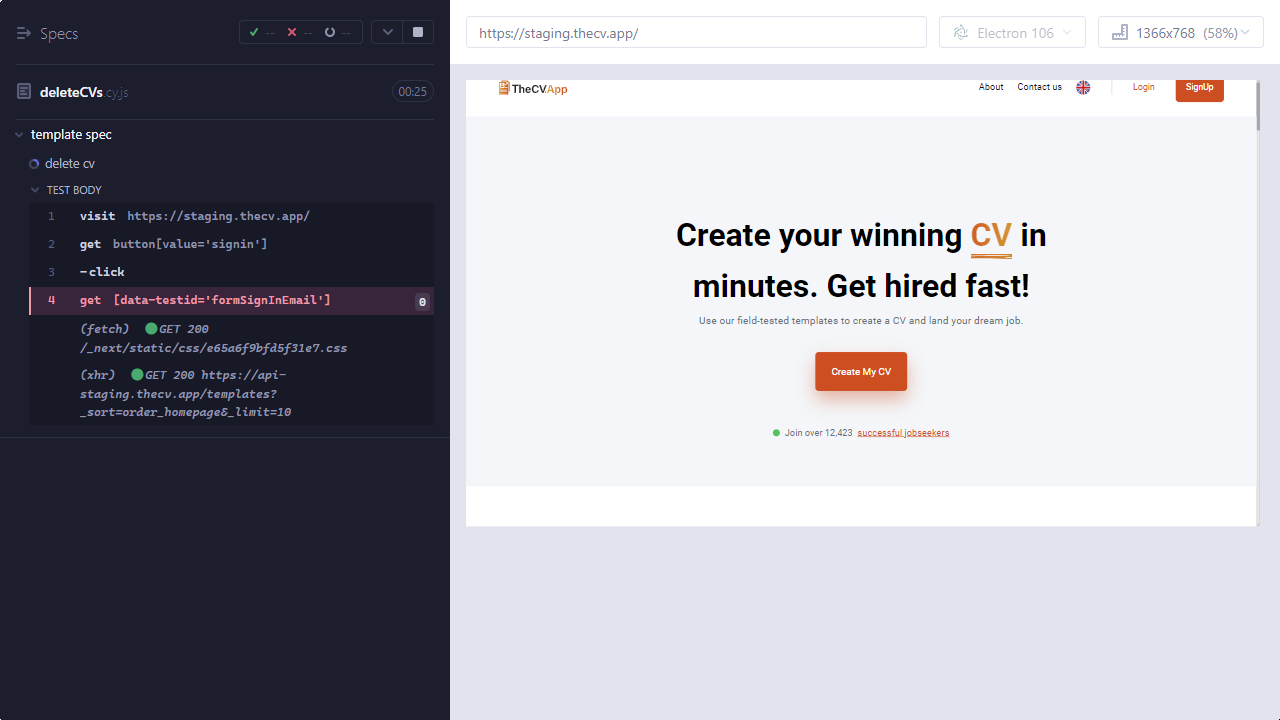 Specs
--
--
--
deleteCVs.cy.js
00:25
template spec
delete cv
TEST BODY
1 visit https://staging.thecv.app/
2 get button[value='signin']
3 -click
4 get [data-testid='formSignInEmail'] 0
(fetch) GET 200
/_next/static/css/e65a6f9bfd5f31e7.css
(xhr) GET 200 https://api-
staging.thecv.app/templates?
_sort=order_homepage&_limit=10
https://staging.thecv.app/
Electron 106
1366x768 (58%)
TheCVApp
About
Contact us
Login
SignUp
Create your winning CV in
minutes. Get hired fast!
Use our field-tested templates to create a CV and land your dream job.
Create My CV
Join over 12,423 successful jobseekers